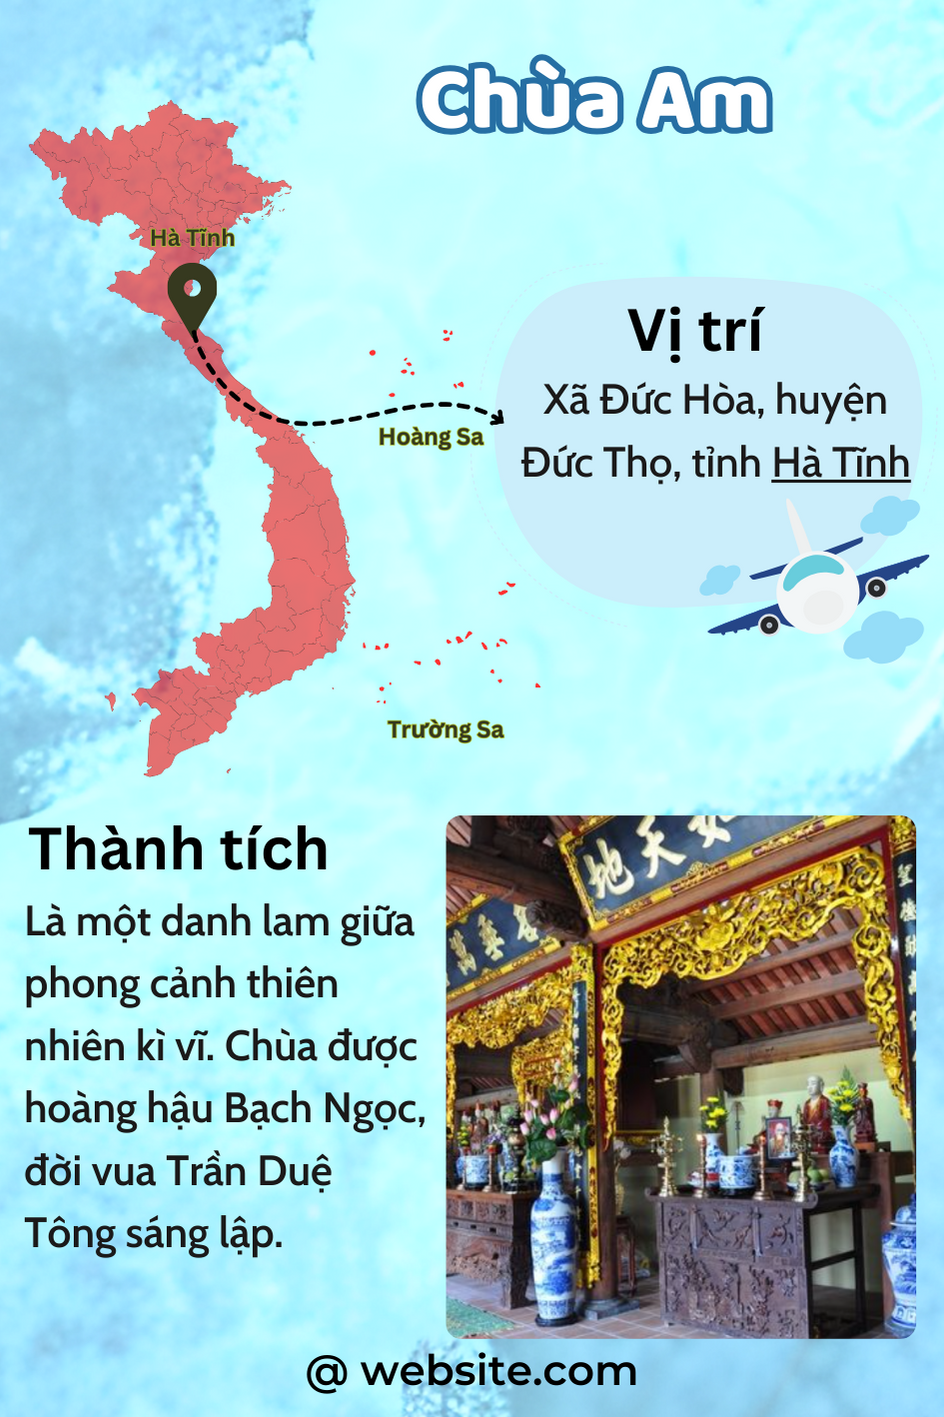 Chùa Am
Hà Tĩnh
Vị trí
Xã Đức Hòa, huyện
Đức Thọ, tỉnh Hà Tĩnh
Hoàng Sa
Trường Sa
Thành tích
Là một danh lam giữa
phong cảnh thiên
nhiên kì vĩ. Chùa được
hoàng hậu Bạch Ngọc,
đời vua Trần Duệ
Tông sáng lập.
地天
@ website.com